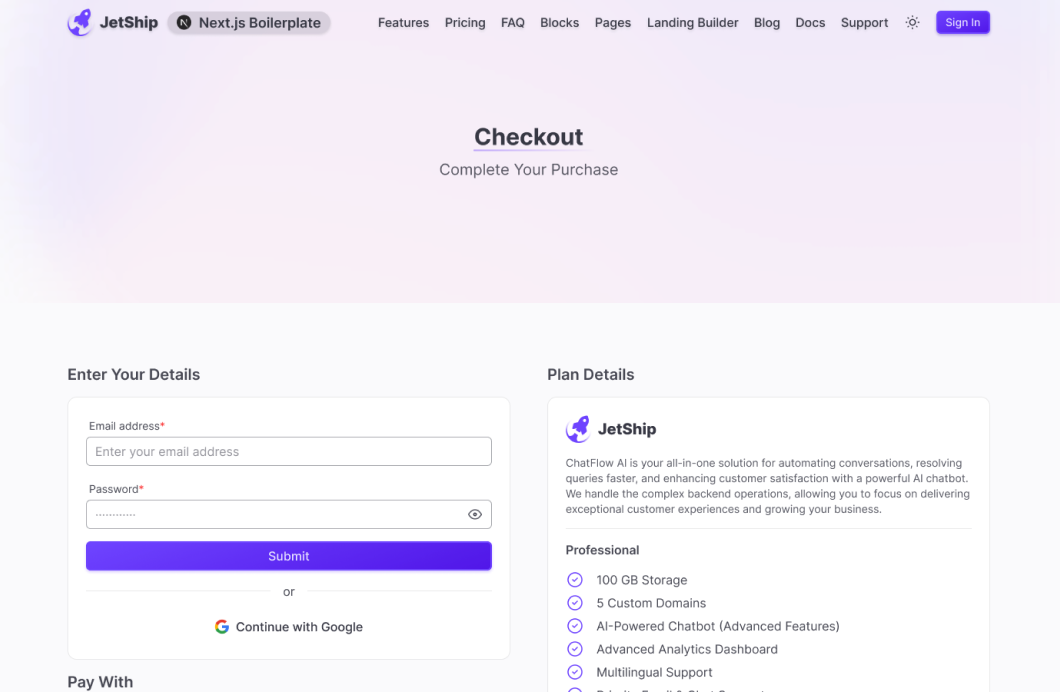 JetShip
N Next.js Boilerplate
Features Pricing FAQ Blocks Pages Landing Builder Blog Docs Support
Sign In
Checkout
Complete Your Purchase
Enter Your Details
Email address*
Enter your email address
Password*
Submit
or
Continue with Google
Pay With
Plan Details
JetShip
ChatFlow AI is your all-in-one solution for automating conversations, resolving
queries faster, and enhancing customer satisfaction with a powerful AI chatbot.
We handle the complex backend operations, allowing you to focus on delivering
exceptional customer experiences and growing your business.
Professional
100 GB Storage
5 Custom Domains
AI-Powered Chatbot (Advanced Features)
Advanced Analytics Dashboard
Multilingual Support